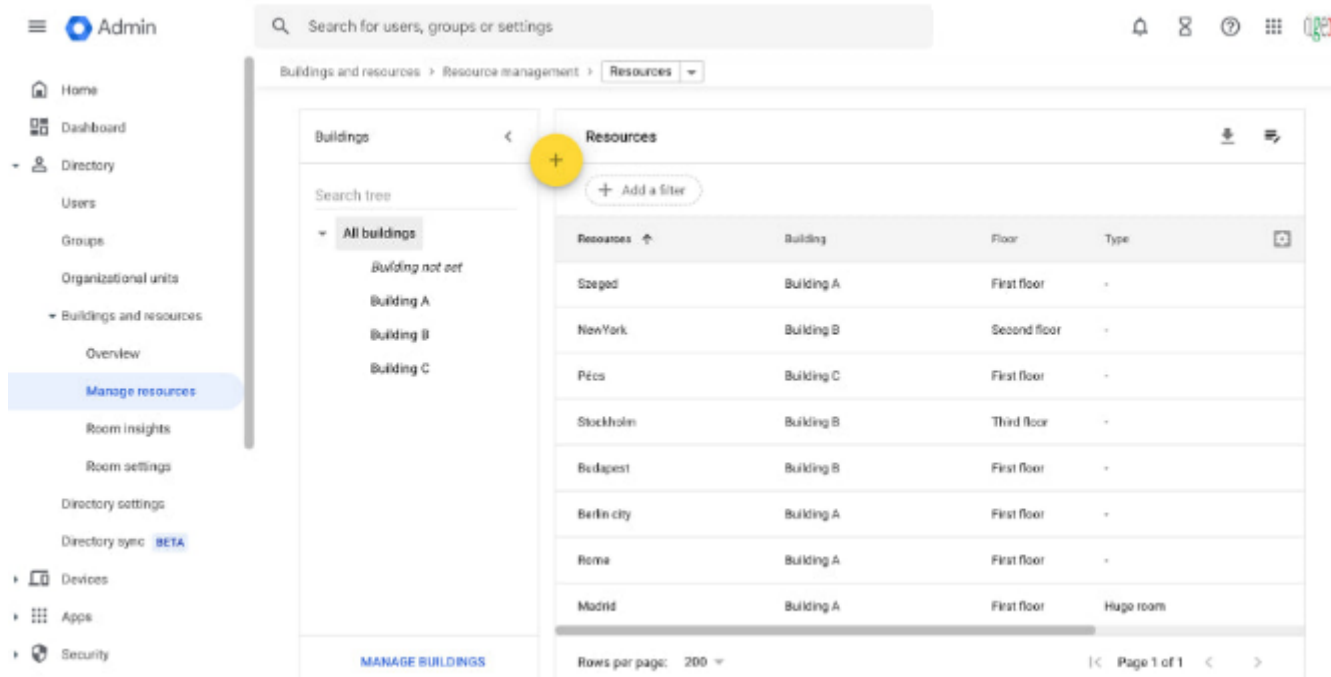 Admin
Search for users, groups or settings
Buildings and resources > Resource management > Resources
Home
Dashboard
Directory
Users
Groups
Organizational units
Buildings and resources
Overview
Manage resources
Room insights
Room settings
Directory settings
Directory sync BETA
Devices
Apps
Security
Buildings
Search tree
All buildings
Building not set
Building A
Building B
Building C
MANAGE BUILDINGS
Resources
Add a filter
Resources Building Floor Type
Szeged Building A First floor -
NewYork Building B Second floor -
Pécs Building C First floor -
Stockholm Building B Third floor -
Budapest Building B First floor -
Berlin city Building A First floor -
Rome Building A First floor -
Madrid Building A First floor Huge room
Rows per page: 200 Page 1 of 1